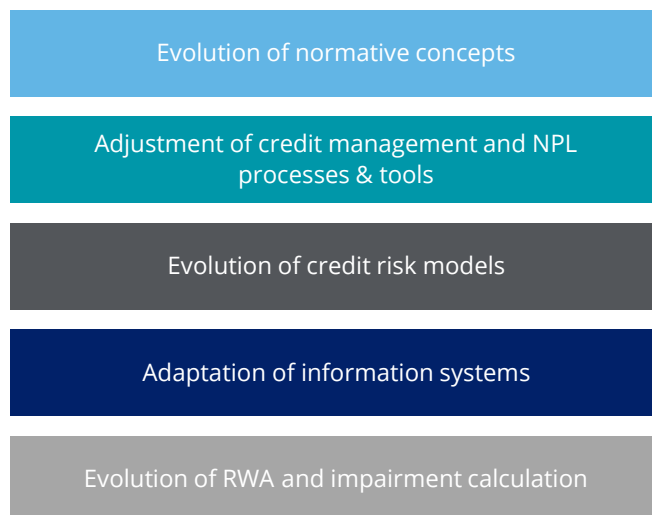 Evolution of normative concepts
Adjustment of credit management and NPL
processes & tools
Evolution of credit risk models
Adaptation of information systems
Evolution of RWA and impairment calculation